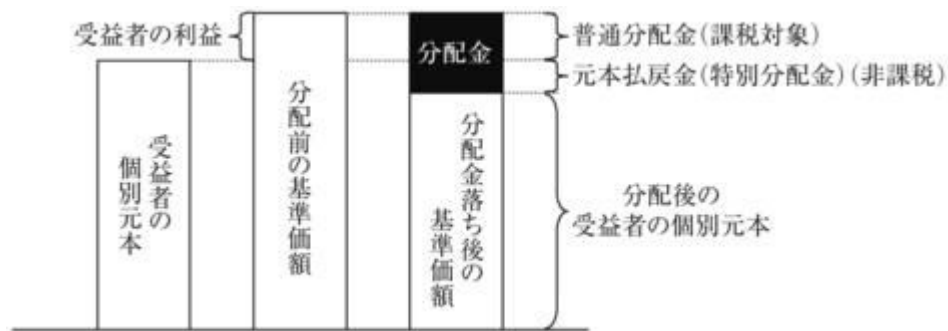 受益者の利益
受益者の
個別元本
分配前の基準価額
分配金
分配金落ち後の
基準価額
普通分配金(課税対象)
元本払戻金(特別分配金)(非課税)
分配後の
受益者の個別元本